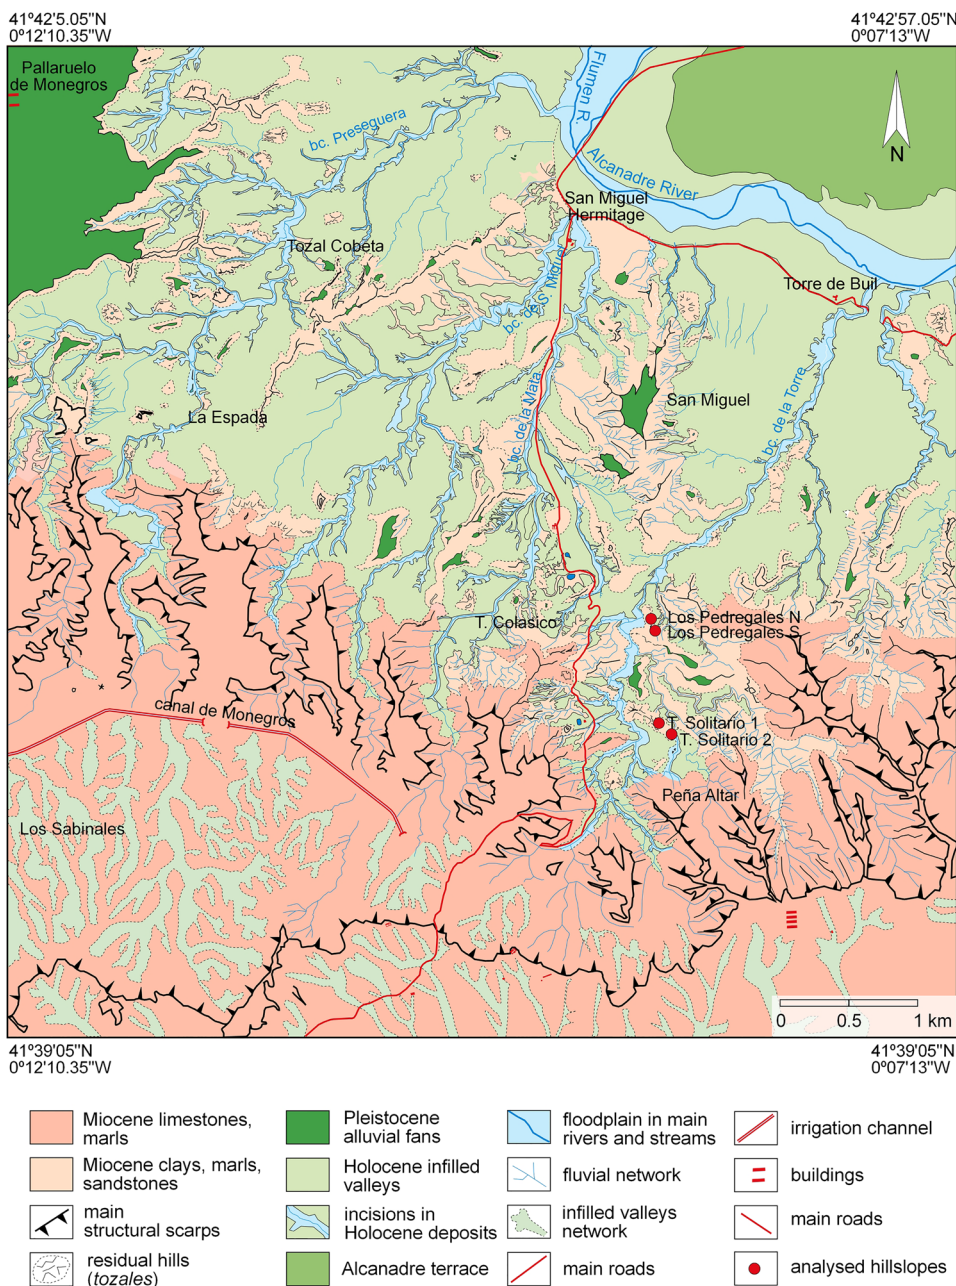 41º42'5.05"N
0º12'10.35"W
41º42'57.05"N
0º07'13"W
Pallaruelo
de Monegros
Flumen R.
bc. Preseguera
Alcanadre River
N
San Miguel
Hermitage
Tozal Cobeta
bc. de S. Miguel
Torre de Buil
bc. de la Mata
bc. de la Torre
La Espada
San Miguel
T. Colasico
Los Pedregales N
Los Pedregales S
canal de Monegros
T. Solitario 1
T. Solitario 2
Peña Altar
Los Sabinales
0 0.5 1 km
41º39'05"N
0º12'10.35"W
41º39'05"N
0º07'13"W
Miocene limestones,
marls
Miocene clays, marls,
sandstones
main
structural scarps
residual hills
(tozales)
Pleistocene
alluvial fans
Holocene infilled
valleys
incisions in
Holocene deposits
Alcanadre terrace
floodplain in main
rivers and streams
fluvial network
infilled valleys
network
main roads
irrigation channel
buildings
main roads
analysed hillslopes